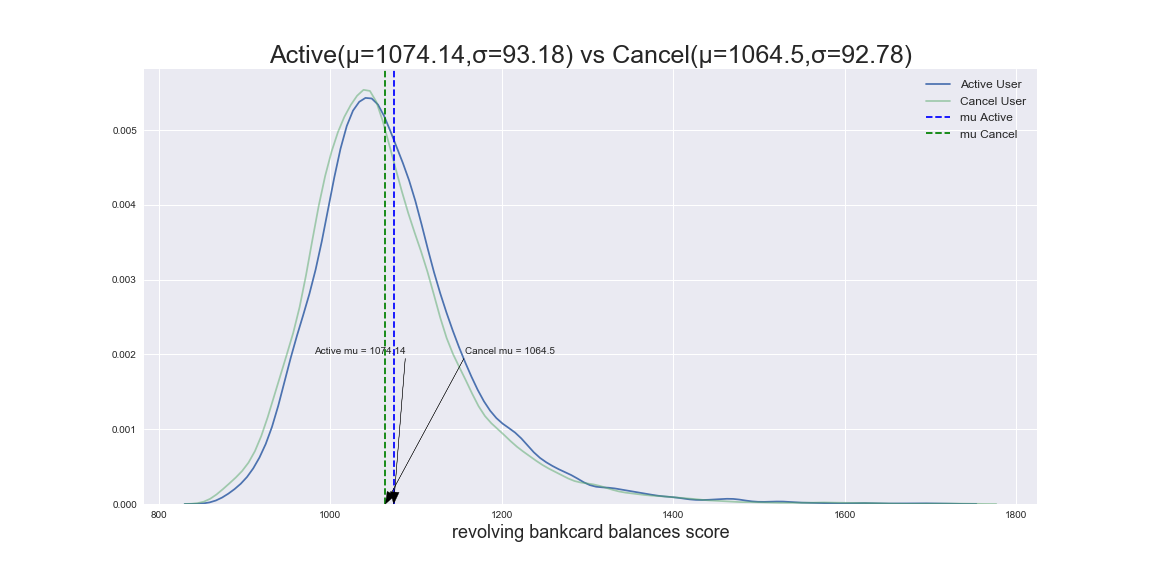 Active(μ=1074.14,σ=93.18) vs Cancel(μ=1064.5,σ=92.78)
Active User
Cancel User
mu Active
mu Cancel
0.005
0.004
0.003
0.002
0.001
0.000
Active mu = 1074.14
Cancel mu = 1064.5
800
1000
1200
1400
1600
1800
revolving bankcard balances score